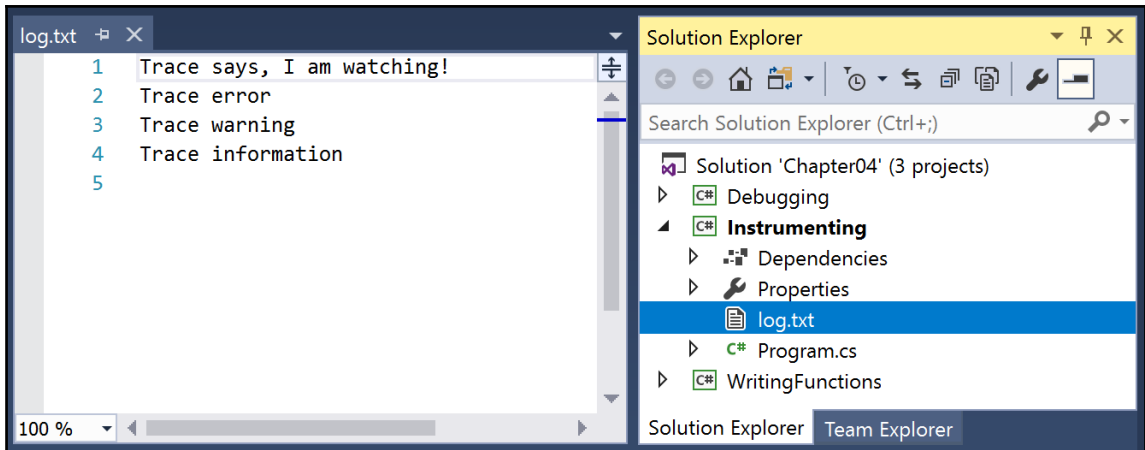 log.txt
1 Trace says, I am watching!
2 Trace error
3 Trace warning
4 Trace information
5
100 %
Solution Explorer
Search Solution Explorer (Ctrl+;)
Solution 'Chapter04' (3 projects)
C# Debugging
C# Instrumenting
Dependencies
Properties
log.txt
C# Program.cs
C# WritingFunctions
Solution Explorer Team Explorer